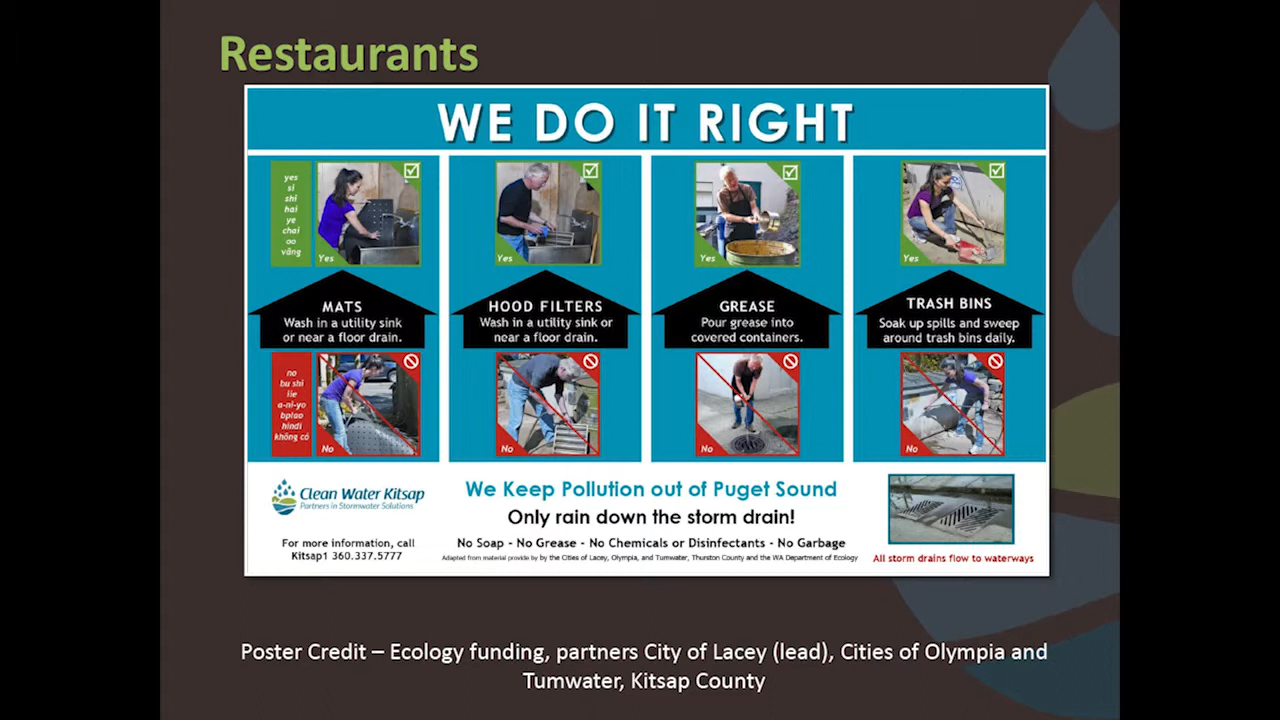 Restaurants
WE DO IT RIGHT
yes
si
shi
hai
ye
chai
oo
vâng
Yes
Yes
Yes
Yes
MATS
Wash in a utility sink
or near a floor drain.
HOOD FILTERS
Wash in a utility sink or
near a floor drain.
GREASE
Pour grease into
covered containers.
TRASH BINS
Soak up spills and sweep
around trash bins daily.
no
bu shi
lie
a-ni-yo
bplao
hindi
không có
No
No
No
No
Clean Water Kitsap
Partners in Stormwater Solutions
For more information, call
Kitsap1 360.337.5777
We Keep Pollution out of Puget Sound
Only rain down the storm drain!
No Soap - No Grease - No Chemicals or Disinfectants - No Garbage
Adapted from material provide by by the Cities of Lacey, Olympia, and Tumwater, Thurston County and the WA Department of Ecology
All storm drains flow to waterways
Poster Credit – Ecology funding, partners City of Lacey (lead), Cities of Olympia and
Tumwater, Kitsap County